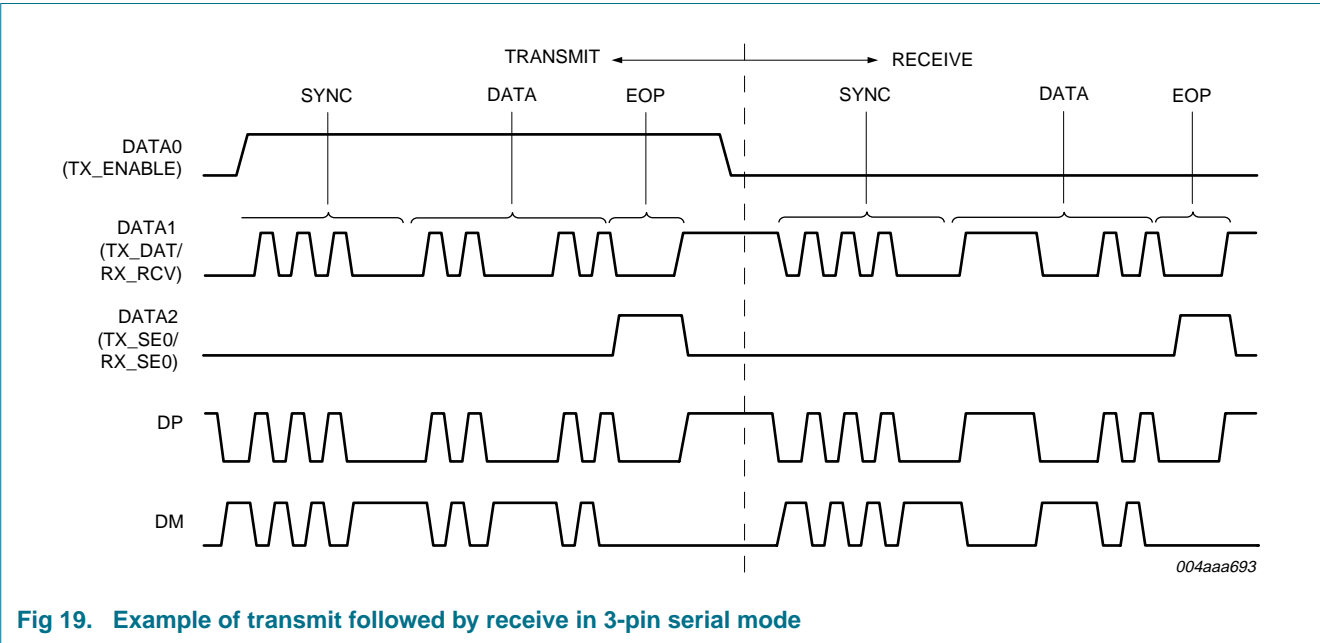 TRANSMIT RECEIVE
SYNC DATA EOP SYNC DATA EOP
DATA0
(TX_ENABLE)
DATA1
(TX_DAT/
RX_RCV)
DATA2
(TX_SE0/
RX_SE0)
DP
DM
004aaa693
Fig 19. Example of transmit followed by receive in 3-pin serial mode